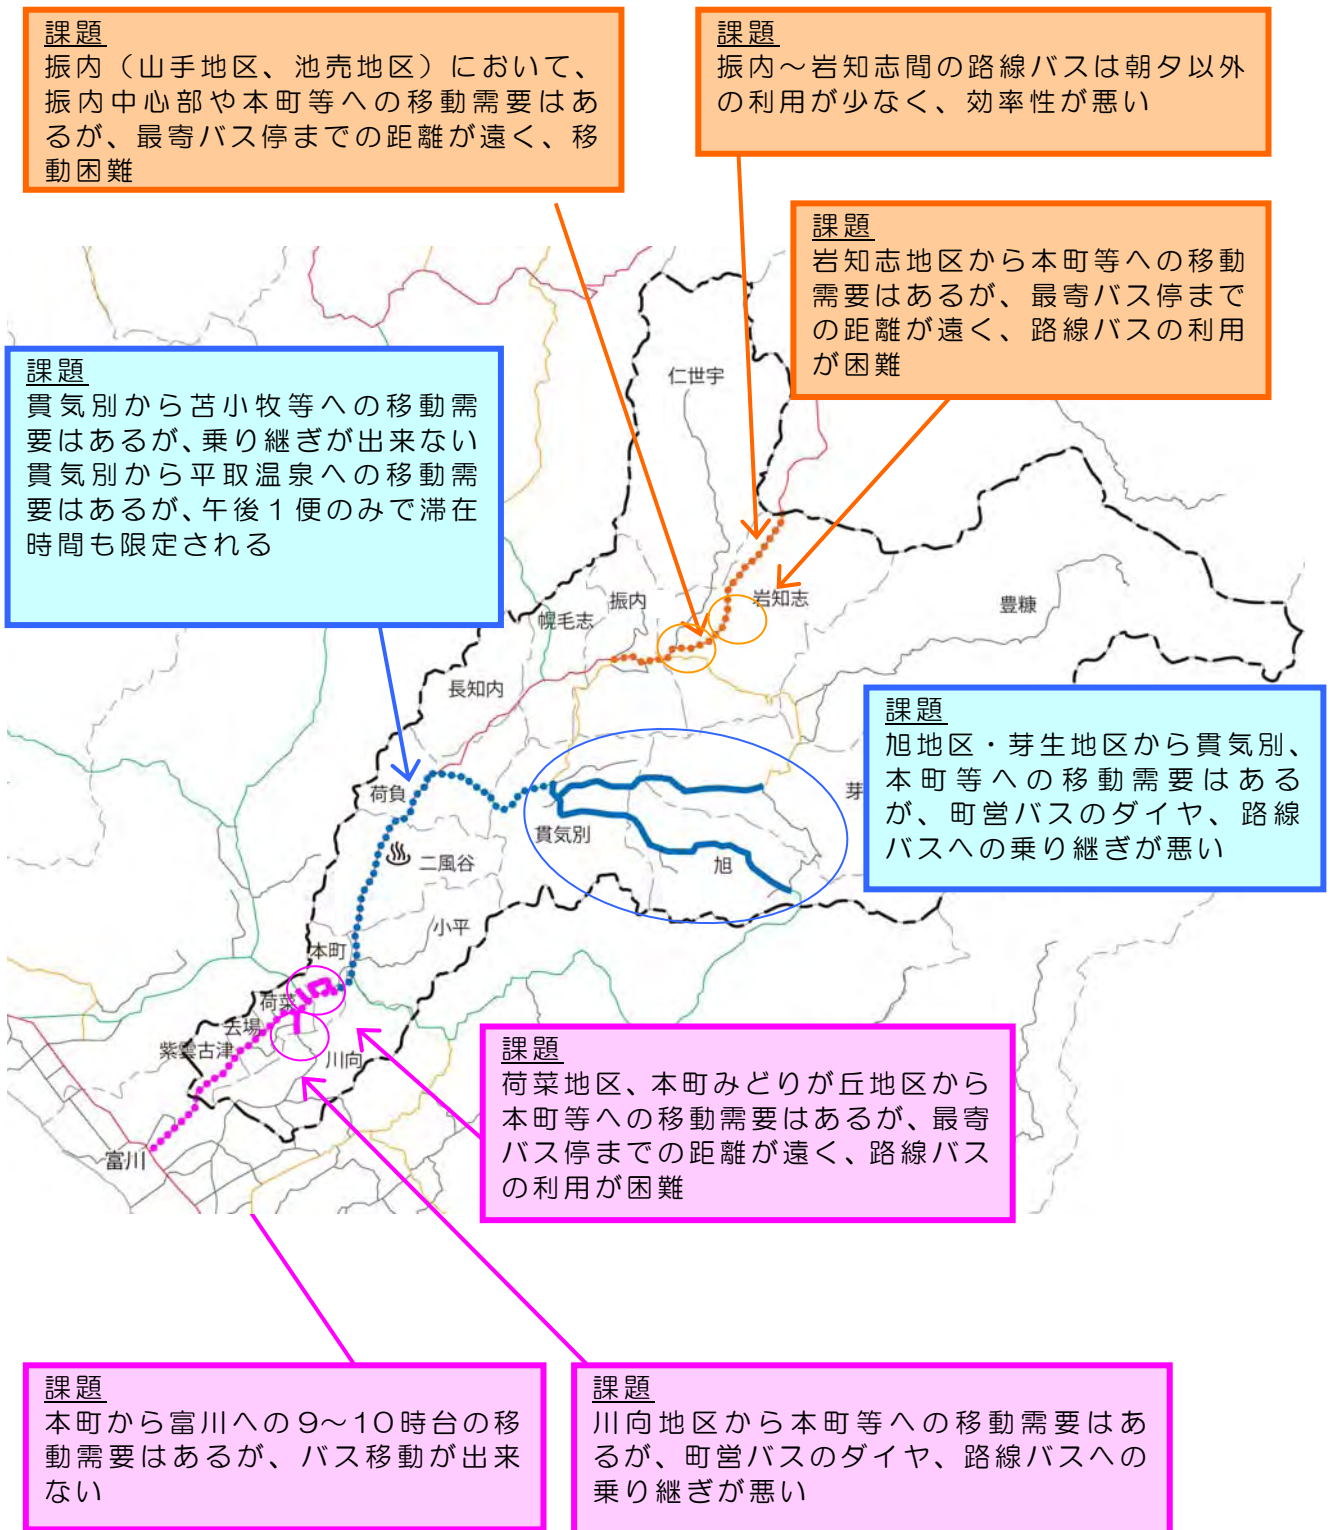 課題
振内（山手地区、池売地区）において、
振内中心部や本町等への移動需要はあ
るが、最寄バス停までの距離が遠く、移
動困難
課題
振内～岩知志間の路線バスは朝夕以外
の利用が少なく、効率性が悪い
課題
岩知志地区から本町等への移動
需要はあるが、最寄バス停まで
の距離が遠く、路線バスの利用
が困難
課題
貫気別から苫小牧等への移動需
要はあるが、乗り継ぎが出来ない
貫気別から平取温泉への移動需
要はあるが、午後１便のみで滞在
時間も限定される
仁世宇
振内
岩知志
豊糠
幌毛志
長知内
課題
旭地区・芽生地区から貫気別、
本町等への移動需要はある
が、町営バスのダイヤ、路線
バスへの乗り継ぎが悪い
荷負
芽
貫気別
二風谷
旭
小平
本町
荷菜
去場
紫雲古津
川向
富川
課題
荷菜地区、本町みどりが丘地区から
本町等への移動需要はあるが、最寄
バス停までの距離が遠く、路線バス
の利用が困難
課題
本町から富川への９～１０時台の移
動需要はあるが、バス移動が出来
ない
課題
川向地区から本町等への移動需要はあ
るが、町営バスのダイヤ、路線バスへの
乗り継ぎが悪い